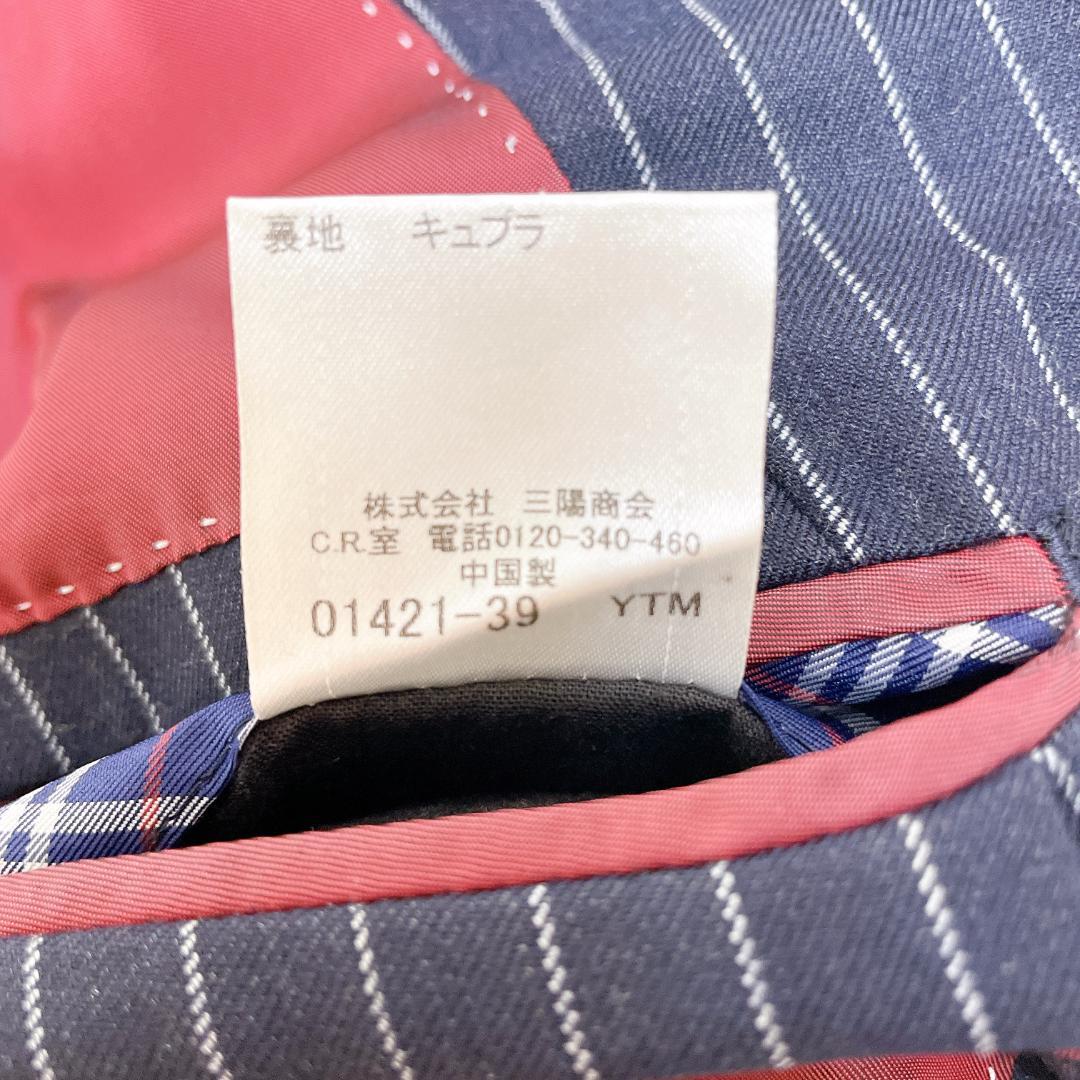 裏地 キュプラ
株式会社 三陽商会
C.R.室 電話0120-340-460
中国製
01421-39 YTM